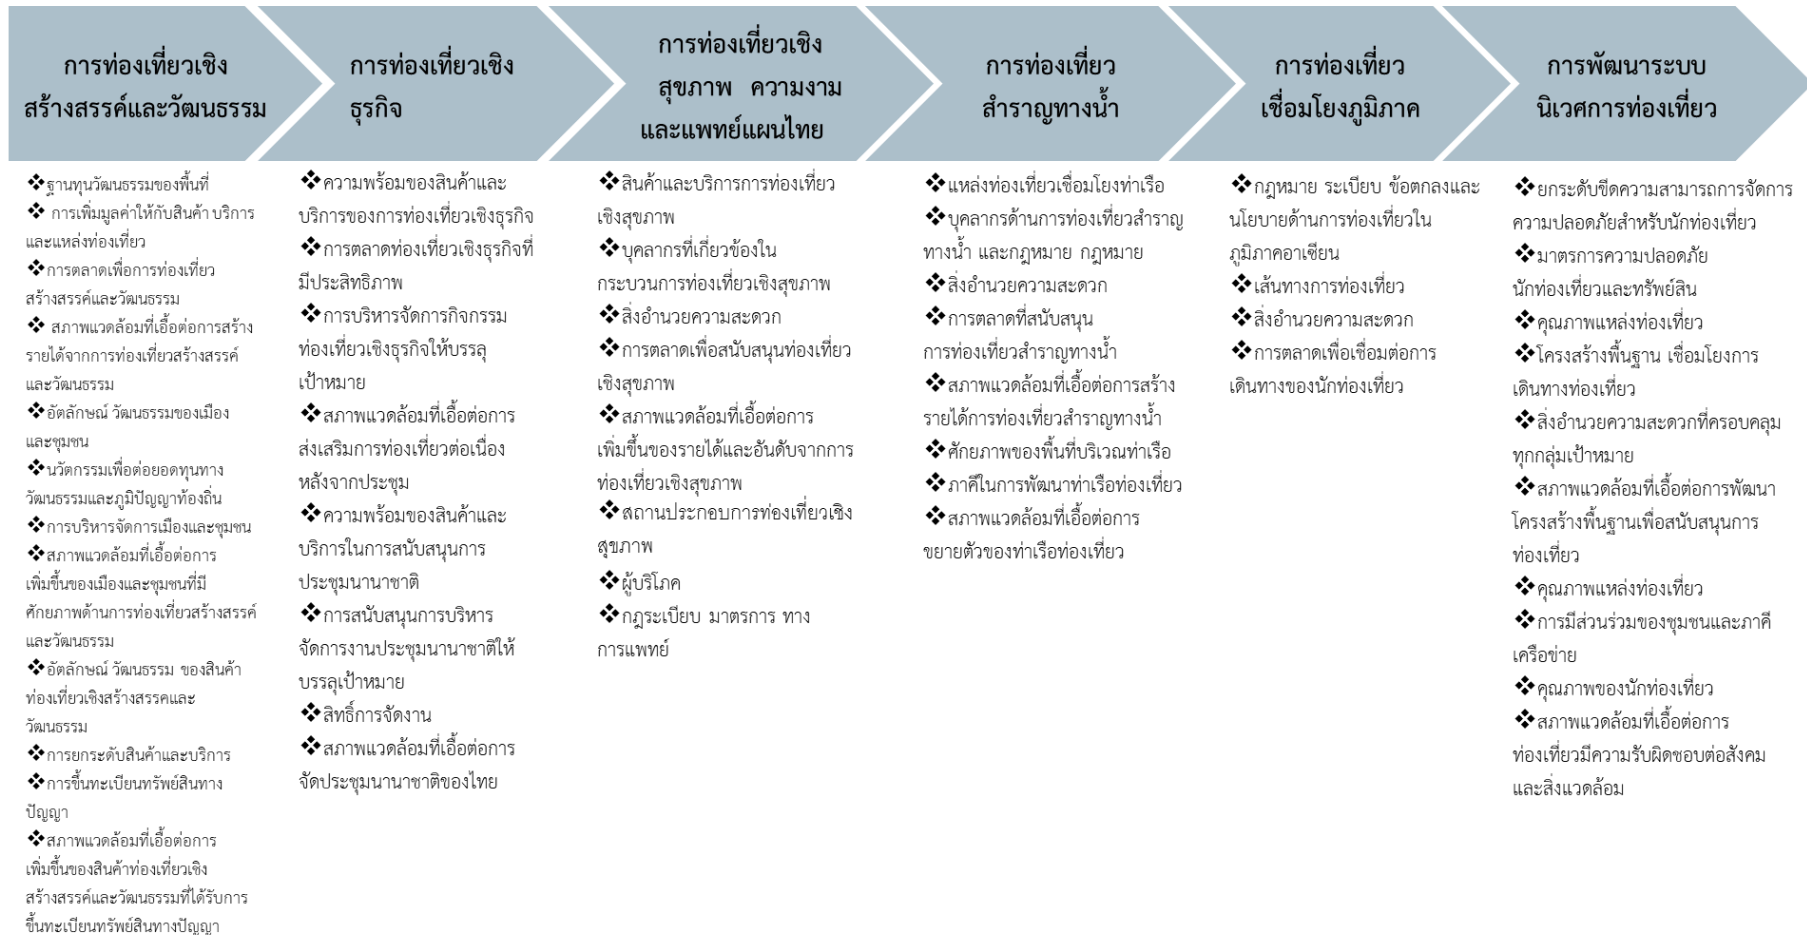 การท่องเที่ยวเชิง
สร้างสรรค์และวัฒนธรรม
❖ฐานทุนวัฒนธรรมของพื้นที่
❖ การเพิ่มมูลค่าให้กับสินค้า บริการ
และแหล่งท่องเที่ยว
❖การตลาดเพื่อการท่องเที่ยว
สร้างสรรค์และวัฒนธรรม
❖ สภาพแวดล้อมที่เอื้อต่อการสร้าง
รายได้จากการท่องเที่ยวสร้างสรรค์
และวัฒนธรรม
❖อัตลักษณ์ วัฒนธรรมของเมือง
และชุมชน
❖นวัตกรรมเพื่อต่อยอดทุนทาง
วัฒนธรรมและภูมิปัญญาท้องถิ่น
❖การบริหารจัดการเมืองและชุมชน
❖สภาพแวดล้อมที่เอื้อต่อการ
เพิ่มขึ้นของเมืองและชุมชนที่มี
ศักยภาพด้านการท่องเที่ยวสร้างสรรค์
และวัฒนธรรม
❖อัตลักษณ์ วัฒนธรรม ของสินค้า
ท่องเที่ยวเชิงสร้างสรรคและ
วัฒนธรรม
❖การยกระดับสินค้าและบริการ
❖การขึ้นทะเบียนทรัพย์สินทาง
ปัญญา
❖สภาพแวดล้อมที่เอื้อต่อการ
เพิ่มขึ้นของสินค้าท่องเที่ยวเชิง
สร้างสรรค์และวัฒนธรรมที่ได้รับการ
ขึ้นทะเบียนทรัพย์สินทางปัญญา
การท่องเที่ยวเชิง
ธุรกิจ
❖ความพร้อมของสินค้าและ
บริการของการท่องเที่ยวเชิงธุรกิจ
❖การตลาดท่องเที่ยวเชิงธุรกิจที่
มีประสิทธิภาพ
❖การบริหารจัดการกิจกรรม
ท่องเที่ยวเชิงธุรกิจให้บรรลุ
เป้าหมาย
❖สภาพแวดล้อมที่เอื้อต่อการ
ส่งเสริมการท่องเที่ยวต่อเนื่อง
หลังจากประชุม
❖ความพร้อมของสินค้าและ
บริการในการสนับสนุนการ
ประชุมนานาชาติ
❖การสนับสนุนการบริหาร
จัดการงานประชุมนานาชาติให้
บรรลุเป้าหมาย
❖สิทธิ์การจัดงาน
❖สภาพแวดล้อมที่เอื้อต่อการ
จัดประชุมนานาชาติของไทย
การท่องเที่ยวเชิง
สุขภาพ ความงาม
และแพทย์แผนไทย
❖สินค้าและบริการการท่องเที่ยว
เชิงสุขภาพ
❖บุคลากรที่เกี่ยวข้องใน
กระบวนการท่องเที่ยวเชิงสุขภาพ
❖สิ่งอำนวยความสะดวก
❖การตลาดเพื่อสนับสนุนท่องเที่ยว
เชิงสุขภาพ
❖สภาพแวดล้อมที่เอื้อต่อการ
เพิ่มขึ้นของรายได้และอันดับจากการ
ท่องเที่ยวเชิงสุขภาพ
❖สถานประกอบการท่องเที่ยวเชิง
สุขภาพ
❖ผู้บริโภค
❖กฎระเบียบ มาตรการ ทาง
การแพทย์
การท่องเที่ยว
สำราญทางน้ำ
❖แหล่งท่องเที่ยวเชื่อมโยงท่าเรือ
❖บุคลากรด้านการท่องเที่ยวสำราญ
ทางน้ำ และกฎหมาย กฎหมาย
❖สิ่งอำนวยความสะดวก
❖การตลาดที่สนับสนุน
การท่องเที่ยวสำราญทางน้ำ
❖สภาพแวดล้อมที่เอื้อต่อการสร้าง
รายได้การท่องเที่ยวสำราญทางน้ำ
❖ศักยภาพของพื้นที่บริเวณท่าเรือ
❖ภาคีในการพัฒนาท่าเรือท่องเที่ยว
❖สภาพแวดล้อมที่เอื้อต่อการ
ขยายตัวของท่าเรือท่องเที่ยว
การท่องเที่ยว
เชื่อมโยงภูมิภาค
❖กฎหมาย ระเบียบ ข้อตกลงและ
นโยบายด้านการท่องเที่ยวใน
ภูมิภาคอาเซียน
❖เส้นทางการท่องเที่ยว
❖สิ่งอำนวยความสะดวก
❖การตลาดเพื่อเชื่อมต่อการ
เดินทางของนักท่องเที่ยว
การพัฒนาระบบ
นิเวศการท่องเที่ยว
❖ยกระดับขีดความสามารถการจัดการ
ความปลอดภัยสำหรับนักท่องเที่ยว
❖มาตรการความปลอดภัย
นักท่องเที่ยวและทรัพย์สิน
❖คุณภาพแหล่งท่องเที่ยว
❖โครงสร้างพื้นฐาน เชื่อมโยงการ
เดินทางท่องเที่ยว
❖สิ่งอำนวยความสะดวกที่ครอบคลุม
ทุกกลุ่มเป้าหมาย
❖สภาพแวดล้อมที่เอื้อต่อการพัฒนา
โครงสร้างพื้นฐานเพื่อสนับสนุนการ
ท่องเที่ยว
❖คุณภาพแหล่งท่องเที่ยว
❖การมีส่วนร่วมของชุมชนและภาคี
เครือข่าย
❖คุณภาพของนักท่องเที่ยว
❖สภาพแวดล้อมที่เอื้อต่อการ
ท่องเที่ยวมีความรับผิดชอบต่อสังคม
และสิ่งแวดล้อม